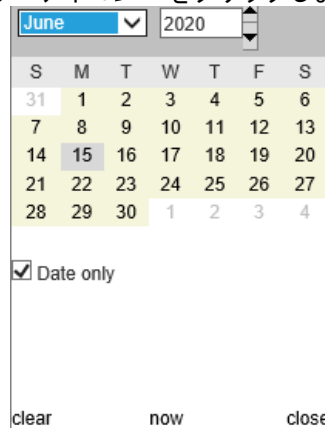 June 2020
S M T W T F S
31 1 2 3 4 5 6
7 8 9 10 11 12 13
14 15 16 17 18 19 20
21 22 23 24 25 26 27
28 29 30 1 2 3 4
Date only
clear now close